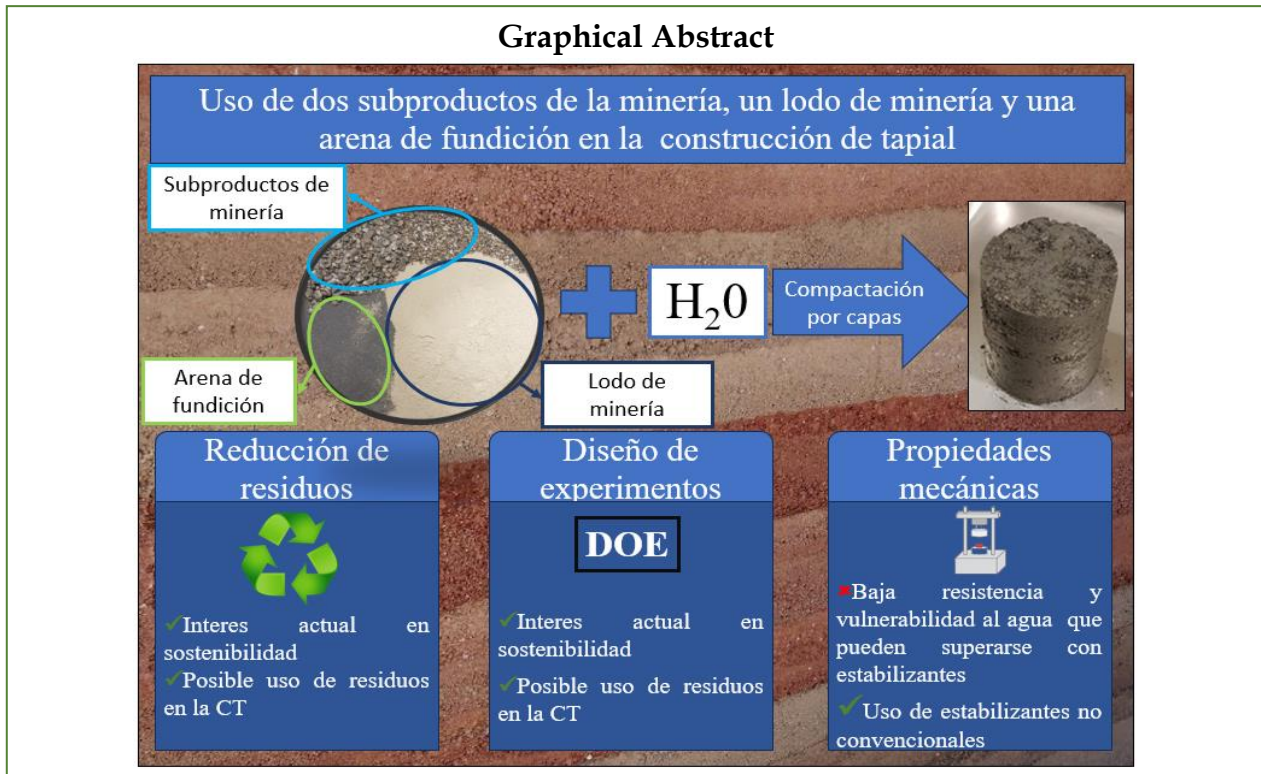 Graphical Abstract
Uso de dos subproductos de la minería, un lodo de minería y una
arena de fundición en la construcción de tapial
Subproductos de
minería
H₂0
Compactación
por capas
Arena de
fundición
Lodo de
minería
Reducción de
residuos
Interes actual en
sostenibilidad
Posible uso de residuos
en la CT
Diseño de
experimentos
DOE
Interes actual en
sostenibilidad
Posible uso de residuos
en la CT
Propiedades
mecánicas
Baja resistencia y
vulnerabilidad al agua que
pueden superarse con
estabilizantes
Uso de estabilizantes no
convencionales